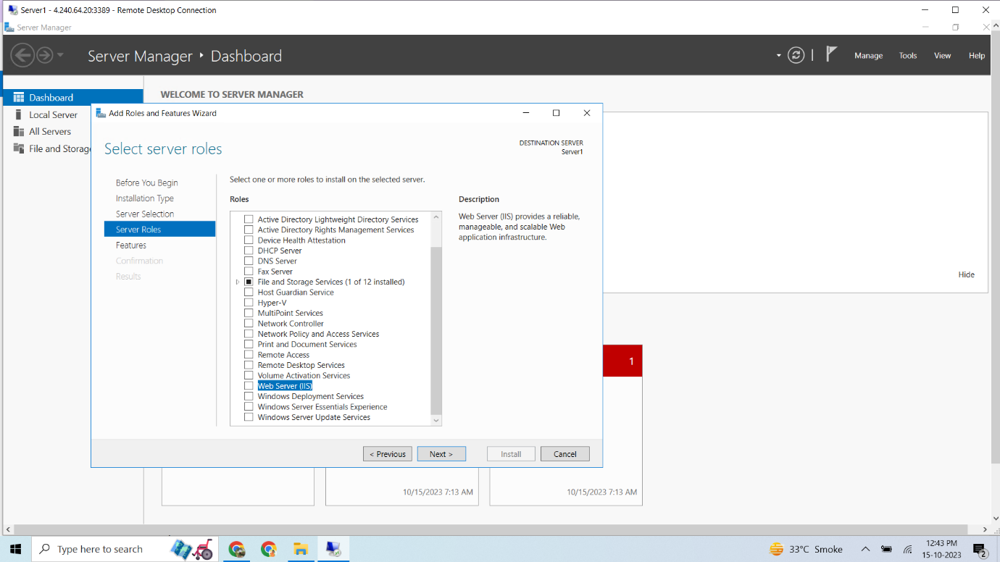 Server1 - 4.240.64.20:3389 - Remote Desktop Connection
Server Manager
Server Manager ‣ Dashboard
Manage Tools View Help
Dashboard
Local Server
All Servers
File and Storage
WELCOME TO SERVER MANAGER
Add Roles and Features Wizard
Select server roles
DESTINATION SERVER
Server1
Before You Begin
Installation Type
Server Selection
Server Roles
Features
Confirmation
Results
Select one or more roles to install on the selected server.
Roles
Active Directory Lightweight Directory Services
Active Directory Rights Management Services
Device Health Attestation
DHCP Server
DNS Server
Fax Server
File and Storage Services (1 of 12 installed)
Host Guardian Service
Hyper-V
MultiPoint Services
Network Controller
Network Policy and Access Services
Print and Document Services
Remote Access
Remote Desktop Services
Volume Activation Services
Web Server (IIS)
Windows Deployment Services
Windows Server Essentials Experience
Windows Server Update Services
Description
Web Server (IIS) provides a reliable,
manageable, and scalable Web
application infrastructure.
< Previous
Next >
Install
Cancel
Hide
1
10/15/2023 7:13 AM
10/15/2023 7:13 AM
Type here to search
33°C Smoke
12:43 PM
15-10-2023
2